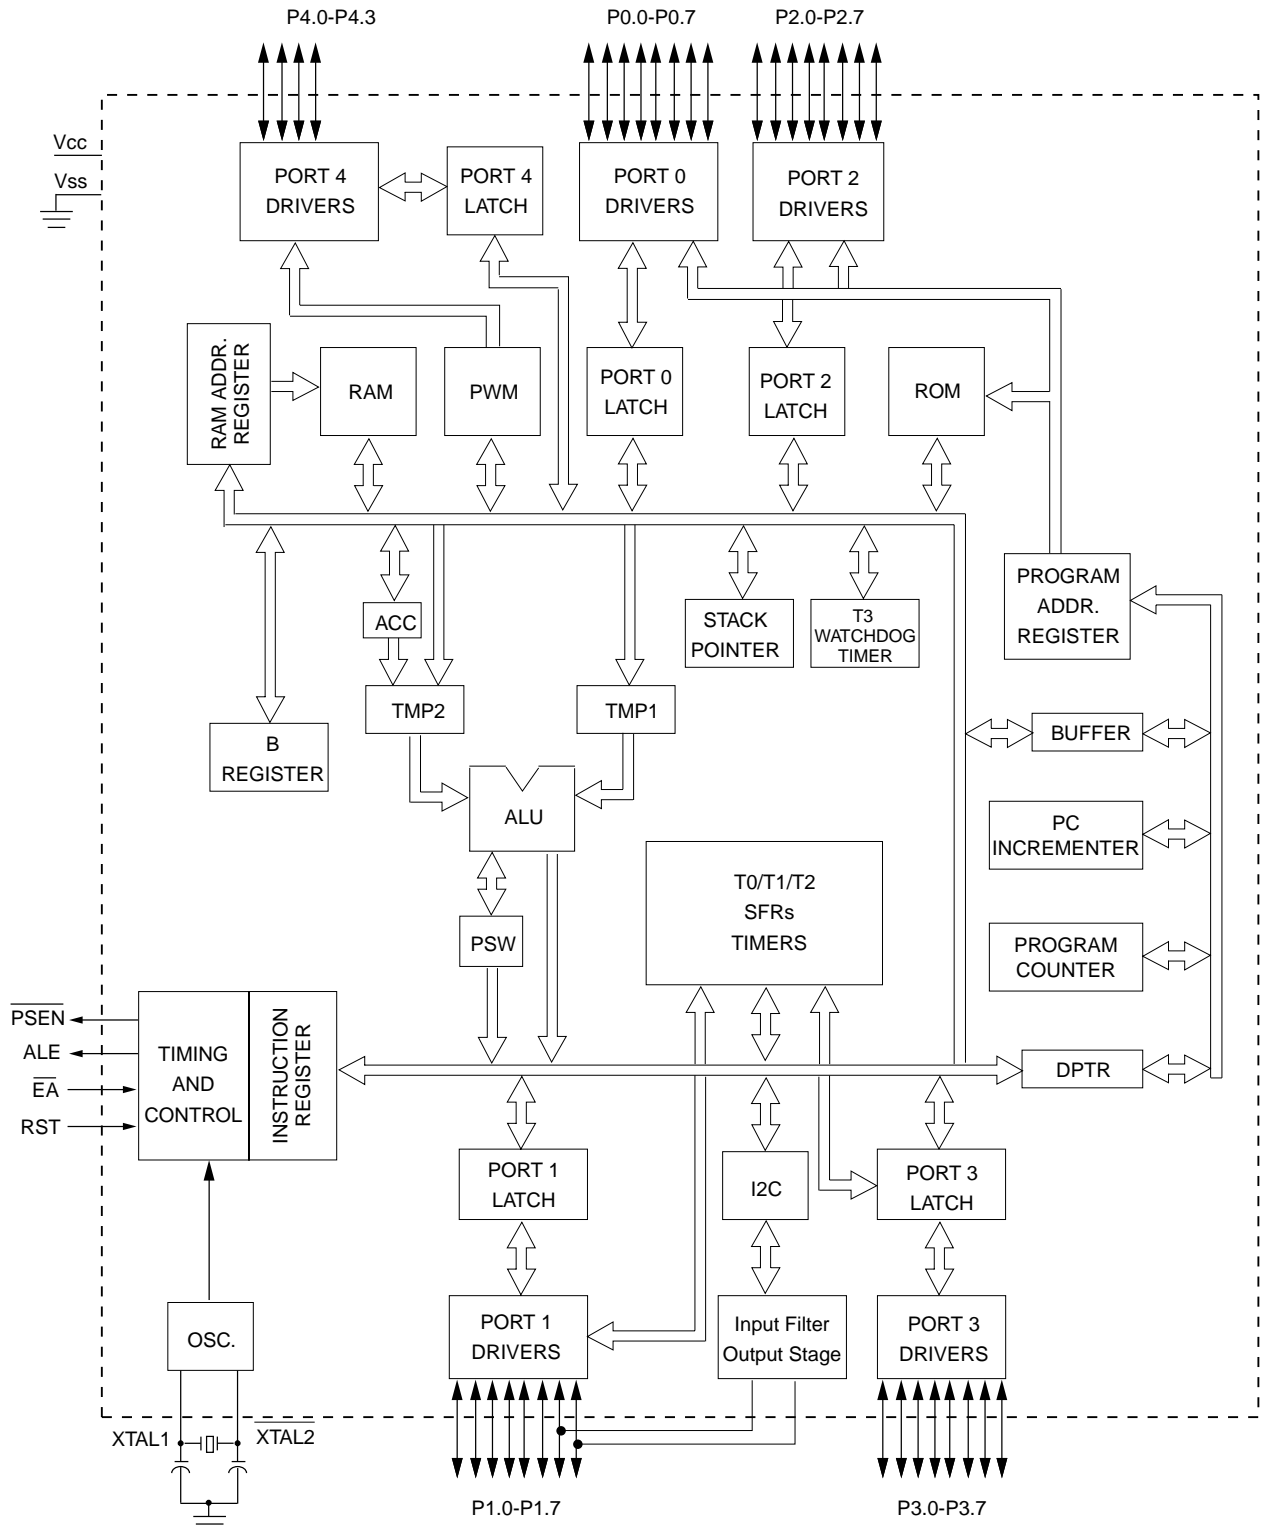 P4.0-P4.3
P0.0-P0.7
P2.0-P2.7
Vcc
Vss
PORT 4
DRIVERS
PORT 4
LATCH
PORT 0
DRIVERS
PORT 2
DRIVERS
RAM ADDR.
REGISTER
RAM
PWM
PORT 0
LATCH
PORT 2
LATCH
ROM
PROGRAM
ADDR.
REGISTER
ACC
STACK
POINTER
T3
WATCHDOG
TIMER
TMP2
TMP1
B
REGISTER
BUFFER
ALU
PC
INCREMENTER
T0/T1/T2
SFRs
TIMERS
PSW
PROGRAM
COUNTER
PSEN
ALE
EA
RST
TIMING
AND
CONTROL
INSTRUCTION
REGISTER
DPTR
PORT 1
LATCH
I2C
PORT 3
LATCH
OSC.
PORT 1
DRIVERS
Input Filter
Output Stage
PORT 3
DRIVERS
XTAL1
XTAL2
P1.0-P1.7
P3.0-P3.7